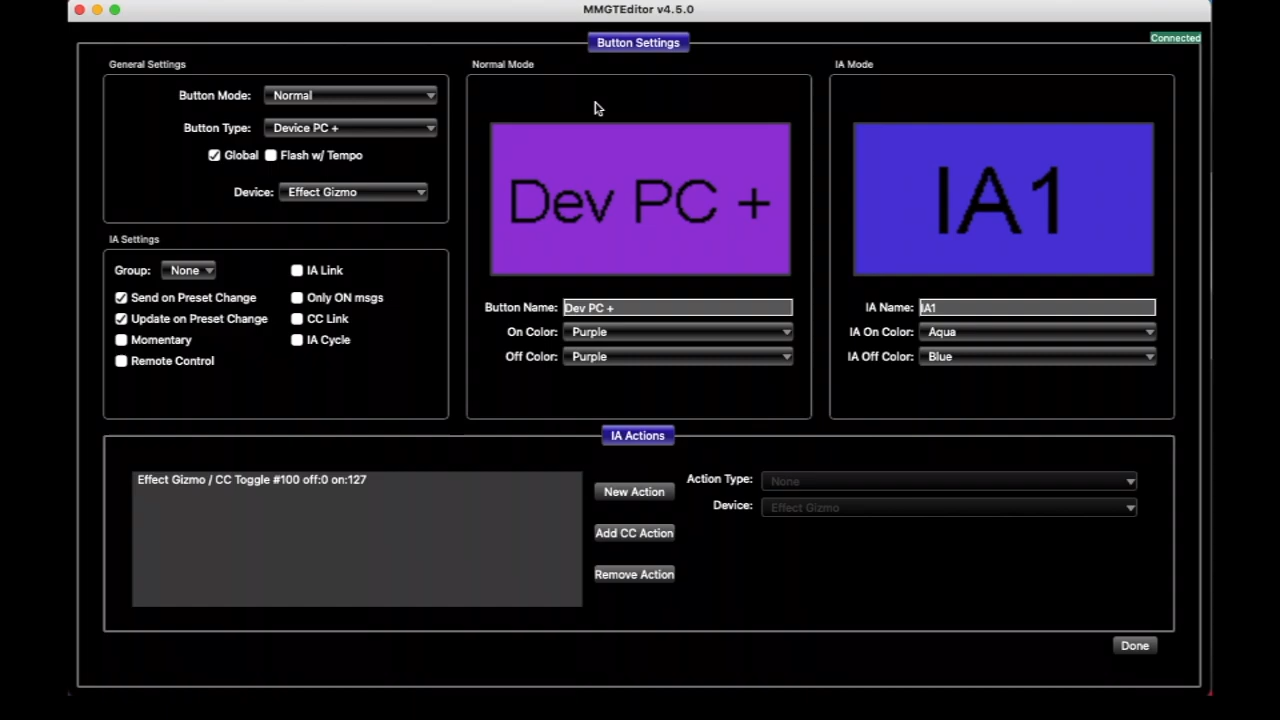 MMGTEditor v4.5.0
Connected
Button Settings
General Settings
Button Mode: Normal
Button Type: Device PC +
Global Flash w/ Tempo
Device: Effect Gizmo
IA Settings
Group: None IA Link
Send on Preset Change Only ON msgs
Update on Preset Change CC Link
Momentary IA Cycle
Remote Control
Normal Mode
Dev PC +
Button Name: Dev PC +
On Color: Purple
Off Color: Purple
IA Mode
IA1
IA Name: IA1
IA On Color: Aqua
IA Off Color: Blue
IA Actions
Effect Gizmo / CC Toggle #100 off:0 on:127
New Action
Add CC Action
Remove Action
Action Type: None
Device: Effect Gizmo
Done